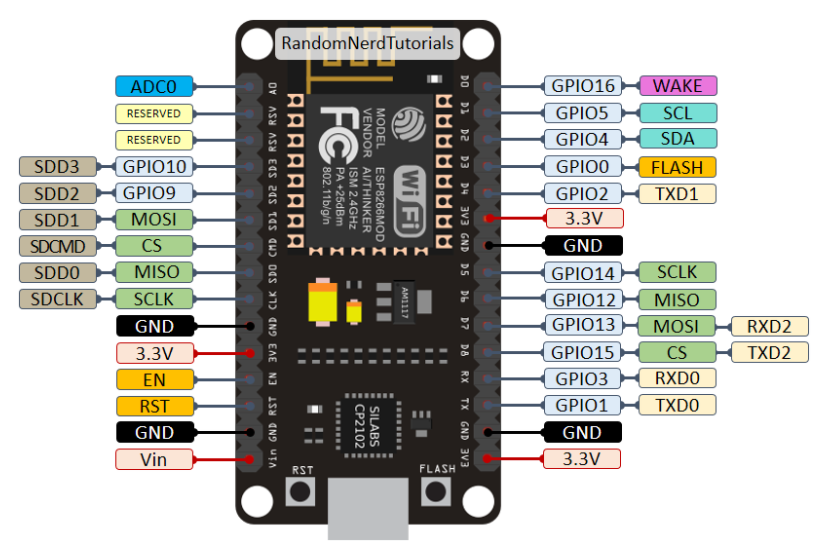 RandomNerdTutorials
ADC0 A0 D0 GPIO16 WAKE
RESERVED RSV D1 GPIO5 SCL
RESERVED RSV D2 GPIO4 SDA
SDD3 GPIO10 SD3 D3 GPIO0 FLASH
SDD2 GPIO9 SD2 D4 GPIO2 TXD1
SDD1 MOSI SD1 3V3 3.3V
SDCMD CS CMD GND GND
SDD0 MISO SD0 D5 GPIO14 SCLK
SDCLK SCLK CLK D6 GPIO12 MISO
GND GND D7 GPIO13 MOSI RXD2
3.3V 3V3 D8 GPIO15 CS TXD2
EN EN RX GPIO3 RXD0
RST RST TX GPIO1 TXD0
GND GND GND GND
Vin Vin 3V3 3.3V
FC
MODEL
VENDOR
WiFi
ESP8266MOD
AI/THINKER
ISM 2.4GHz
PA +25dBm
802.11b/g/n
AM1117
SILABS
CP2102
RST
FLASH